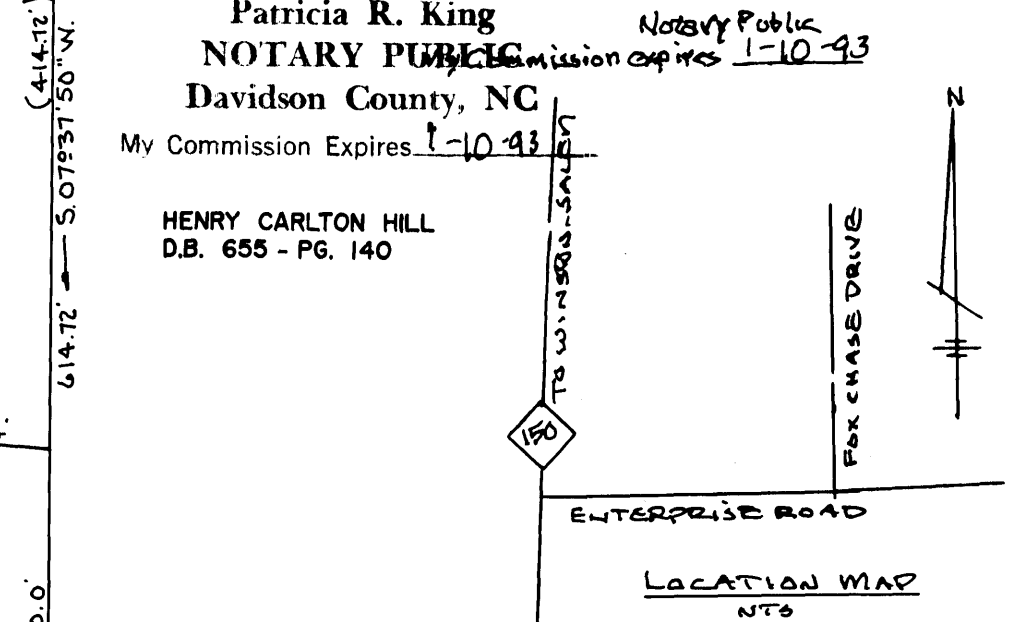 Patricia R. King
NOTARY PUBLIC
Davidson County, NC
My Commission Expires 1-10-93
Notary Public
My Commission expires 1-10-93
(414.72')
614.72' S. 07°37'50" W.
HENRY CARLTON HILL
D.B. 655 - PG. 140
TO WINSTON-SALEM
150
FOX CHASE DRIVE
N
ENTERPRISE ROAD
LOCATION MAP
NTS